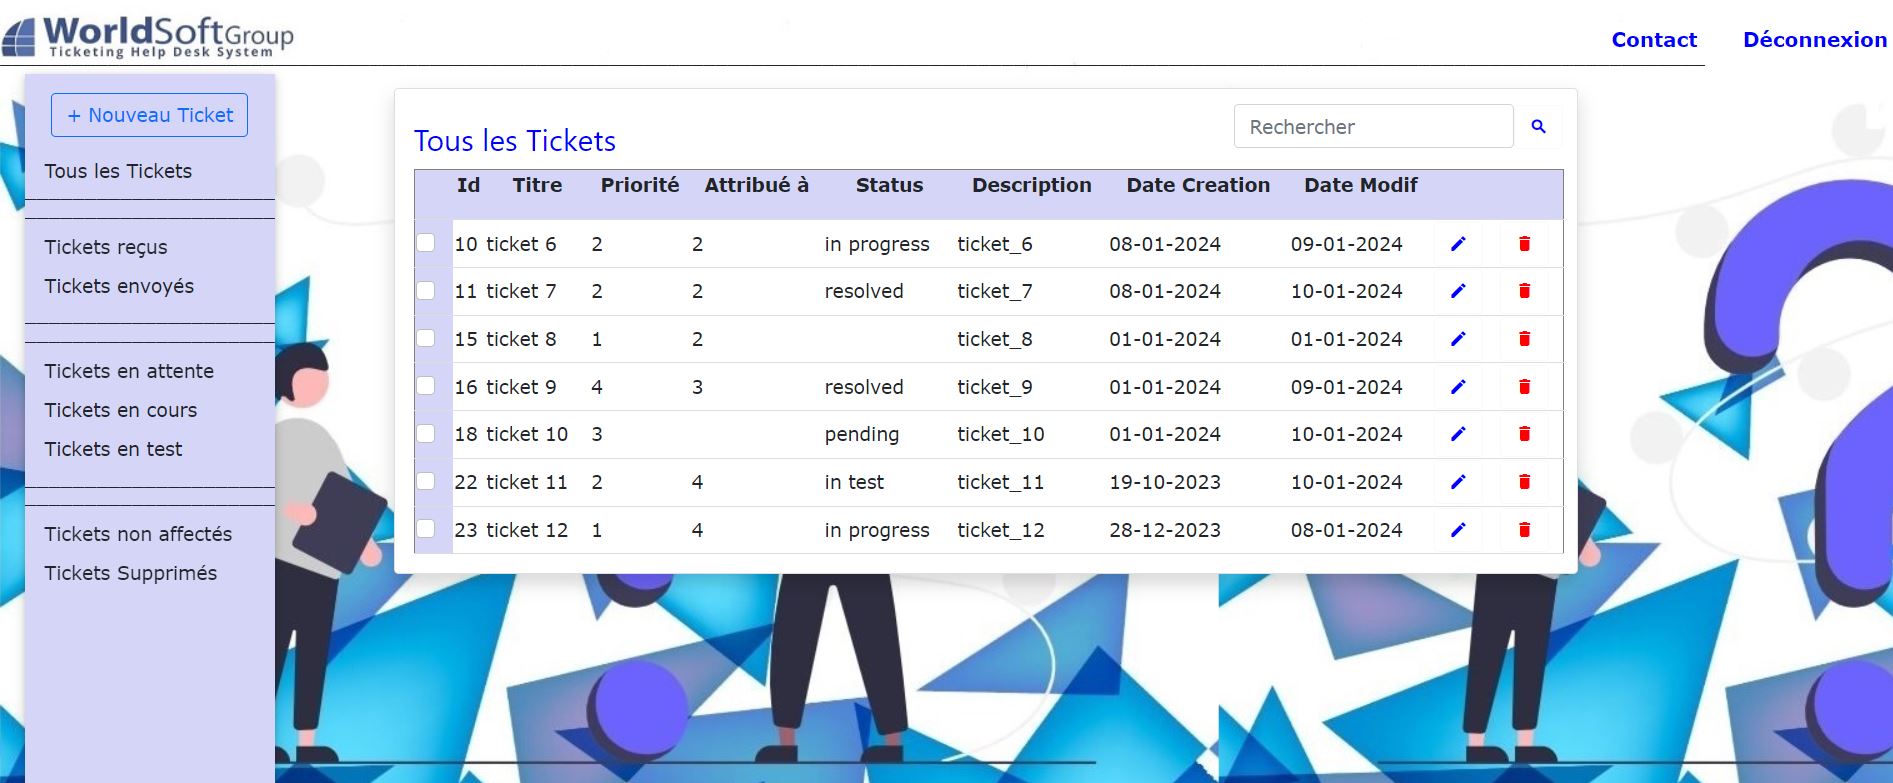 WorldSoftGroup
Ticketing Help Desk System
Contact Déconnexion
+ Nouveau Ticket
Tous les Tickets
Tickets reçus
Tickets envoyés
Tickets en attente
Tickets en cours
Tickets en test
Tickets non affectés
Tickets Supprimés
Rechercher
Tous les Tickets
Id Titre Priorité Attribué à Status Description Date Creation Date Modif
10 ticket 6 2 2 in progress ticket_6 08-01-2024 09-01-2024
11 ticket 7 2 2 resolved ticket_7 08-01-2024 10-01-2024
15 ticket 8 1 2 ticket_8 01-01-2024 01-01-2024
16 ticket 9 4 3 resolved ticket_9 01-01-2024 09-01-2024
18 ticket 10 3 pending ticket_10 01-01-2024 10-01-2024
22 ticket 11 2 4 in test ticket_11 19-10-2023 10-01-2024
23 ticket 12 1 4 in progress ticket_12 28-12-2023 08-01-2024